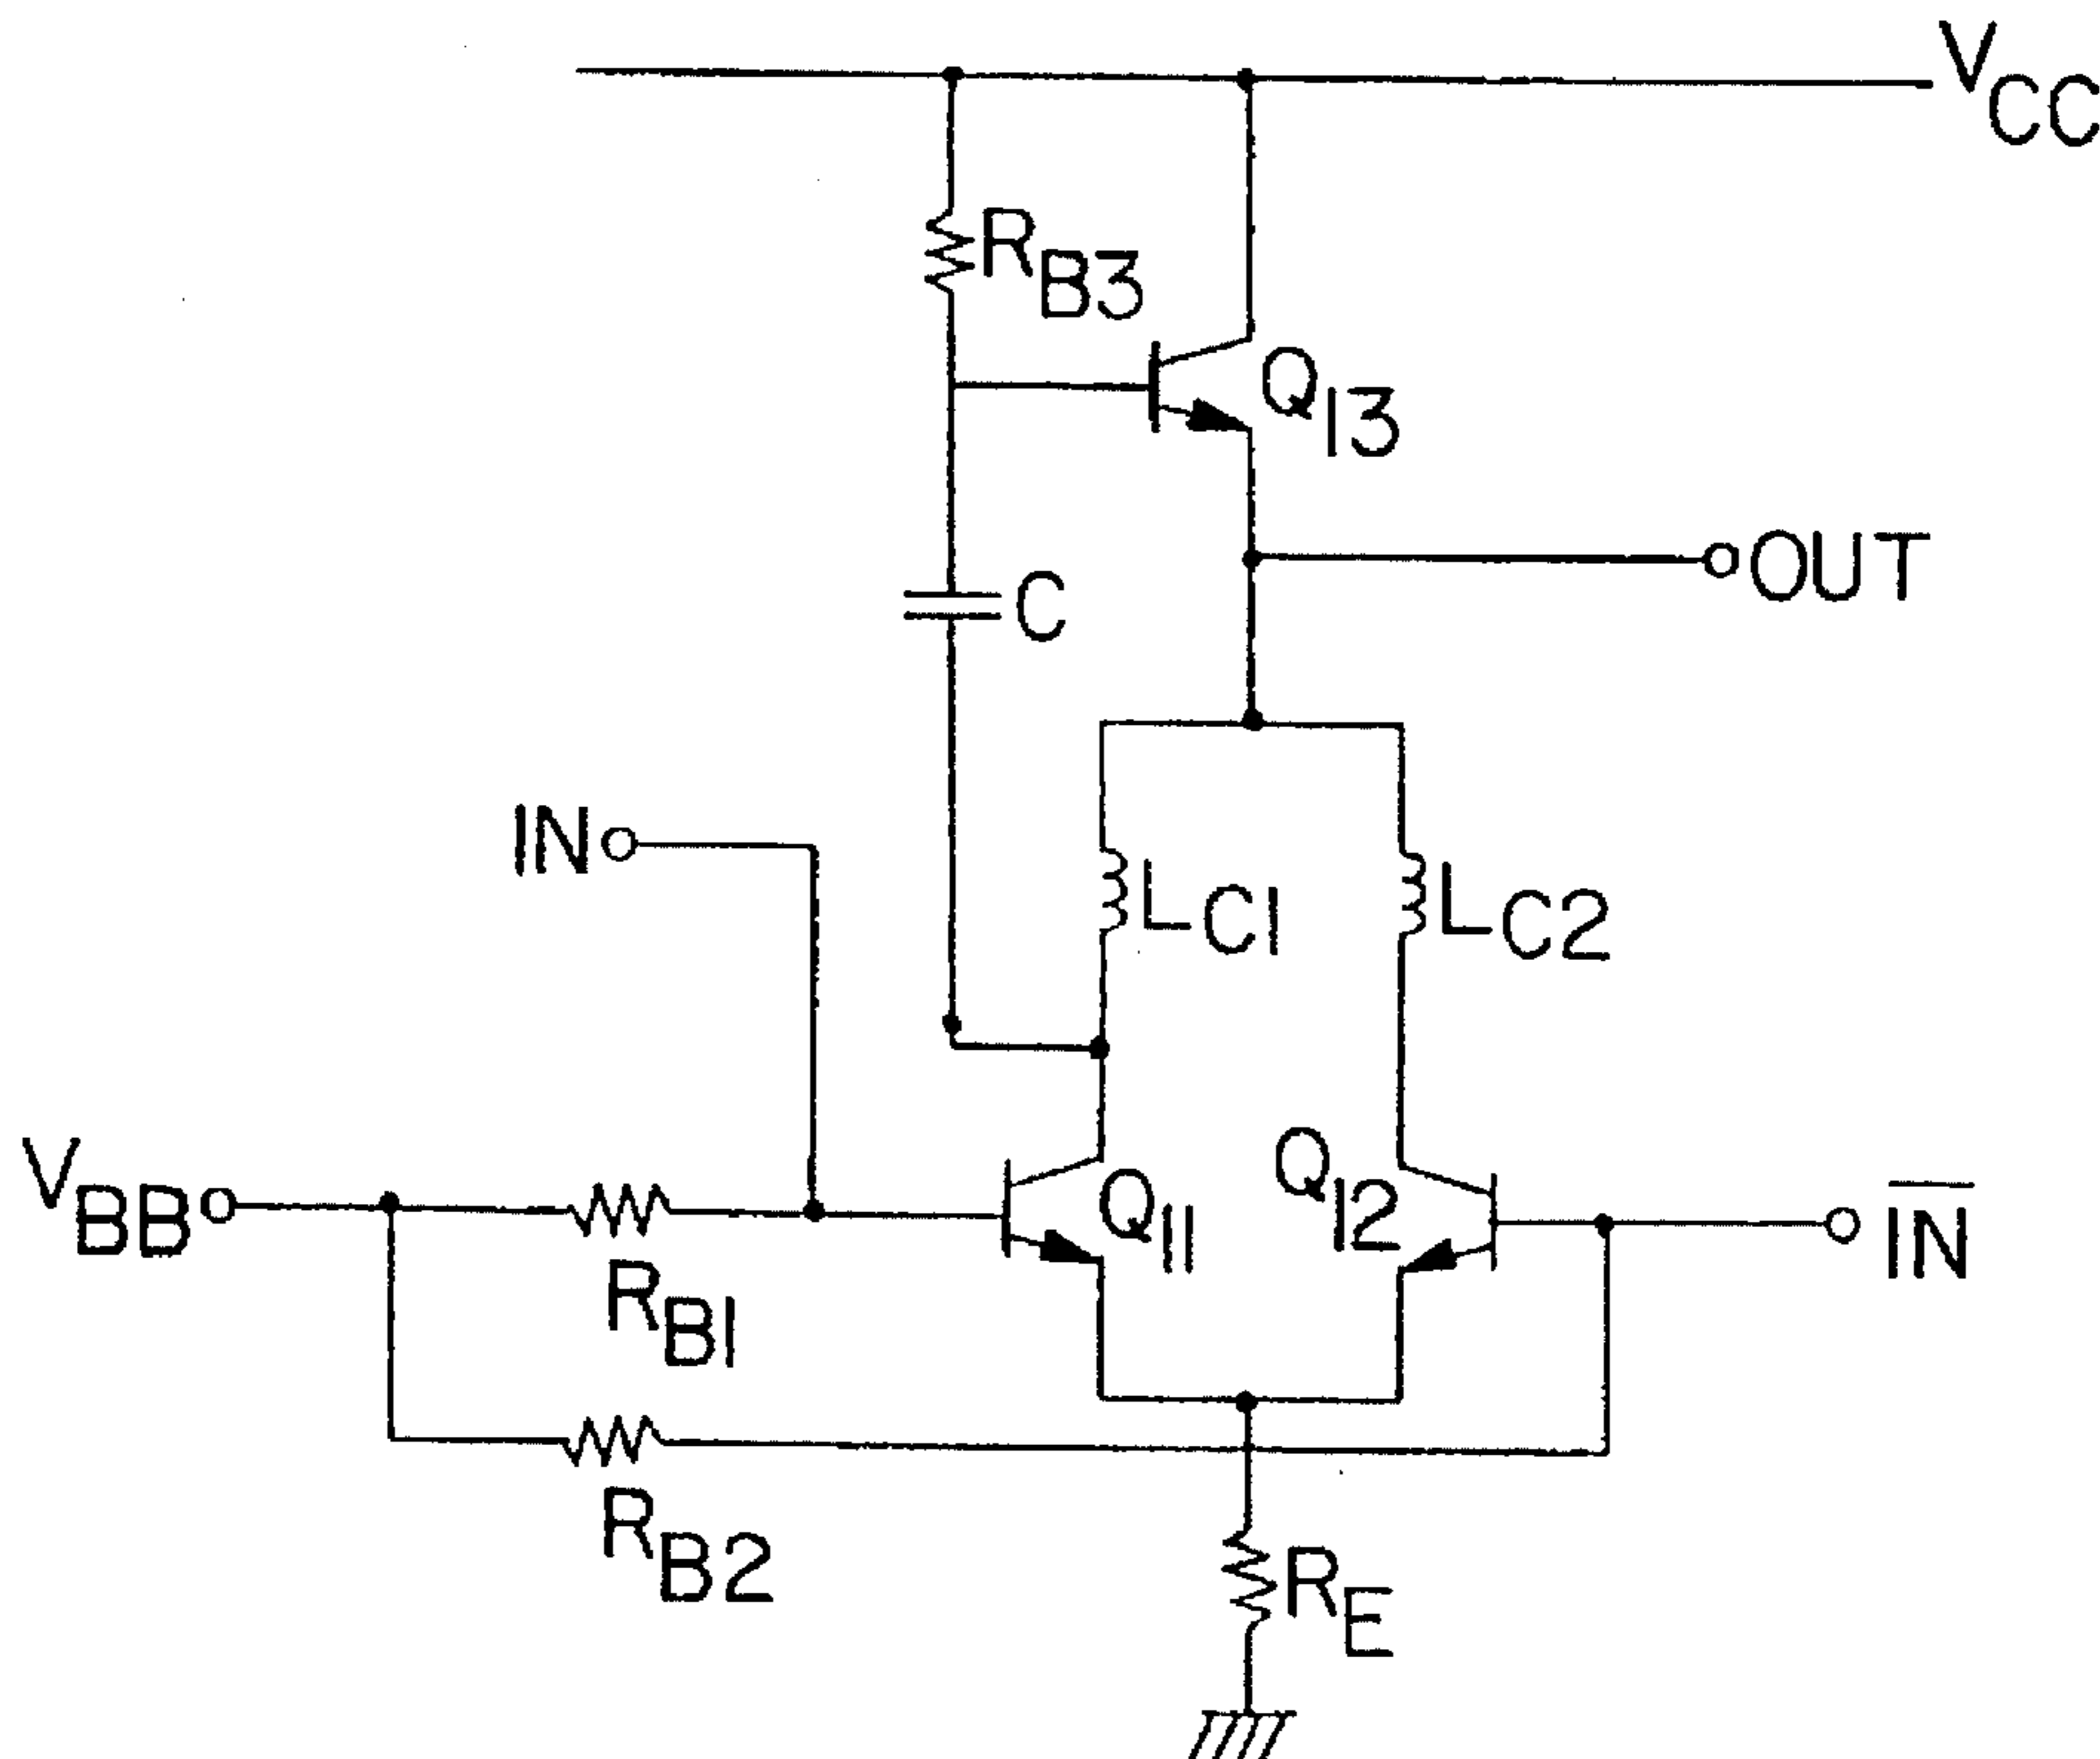 VCC
RB3
Q13
OUT
C
IN
LC1
LC2
VBB
Q11
Q12
IN
RB1
RB2
RE